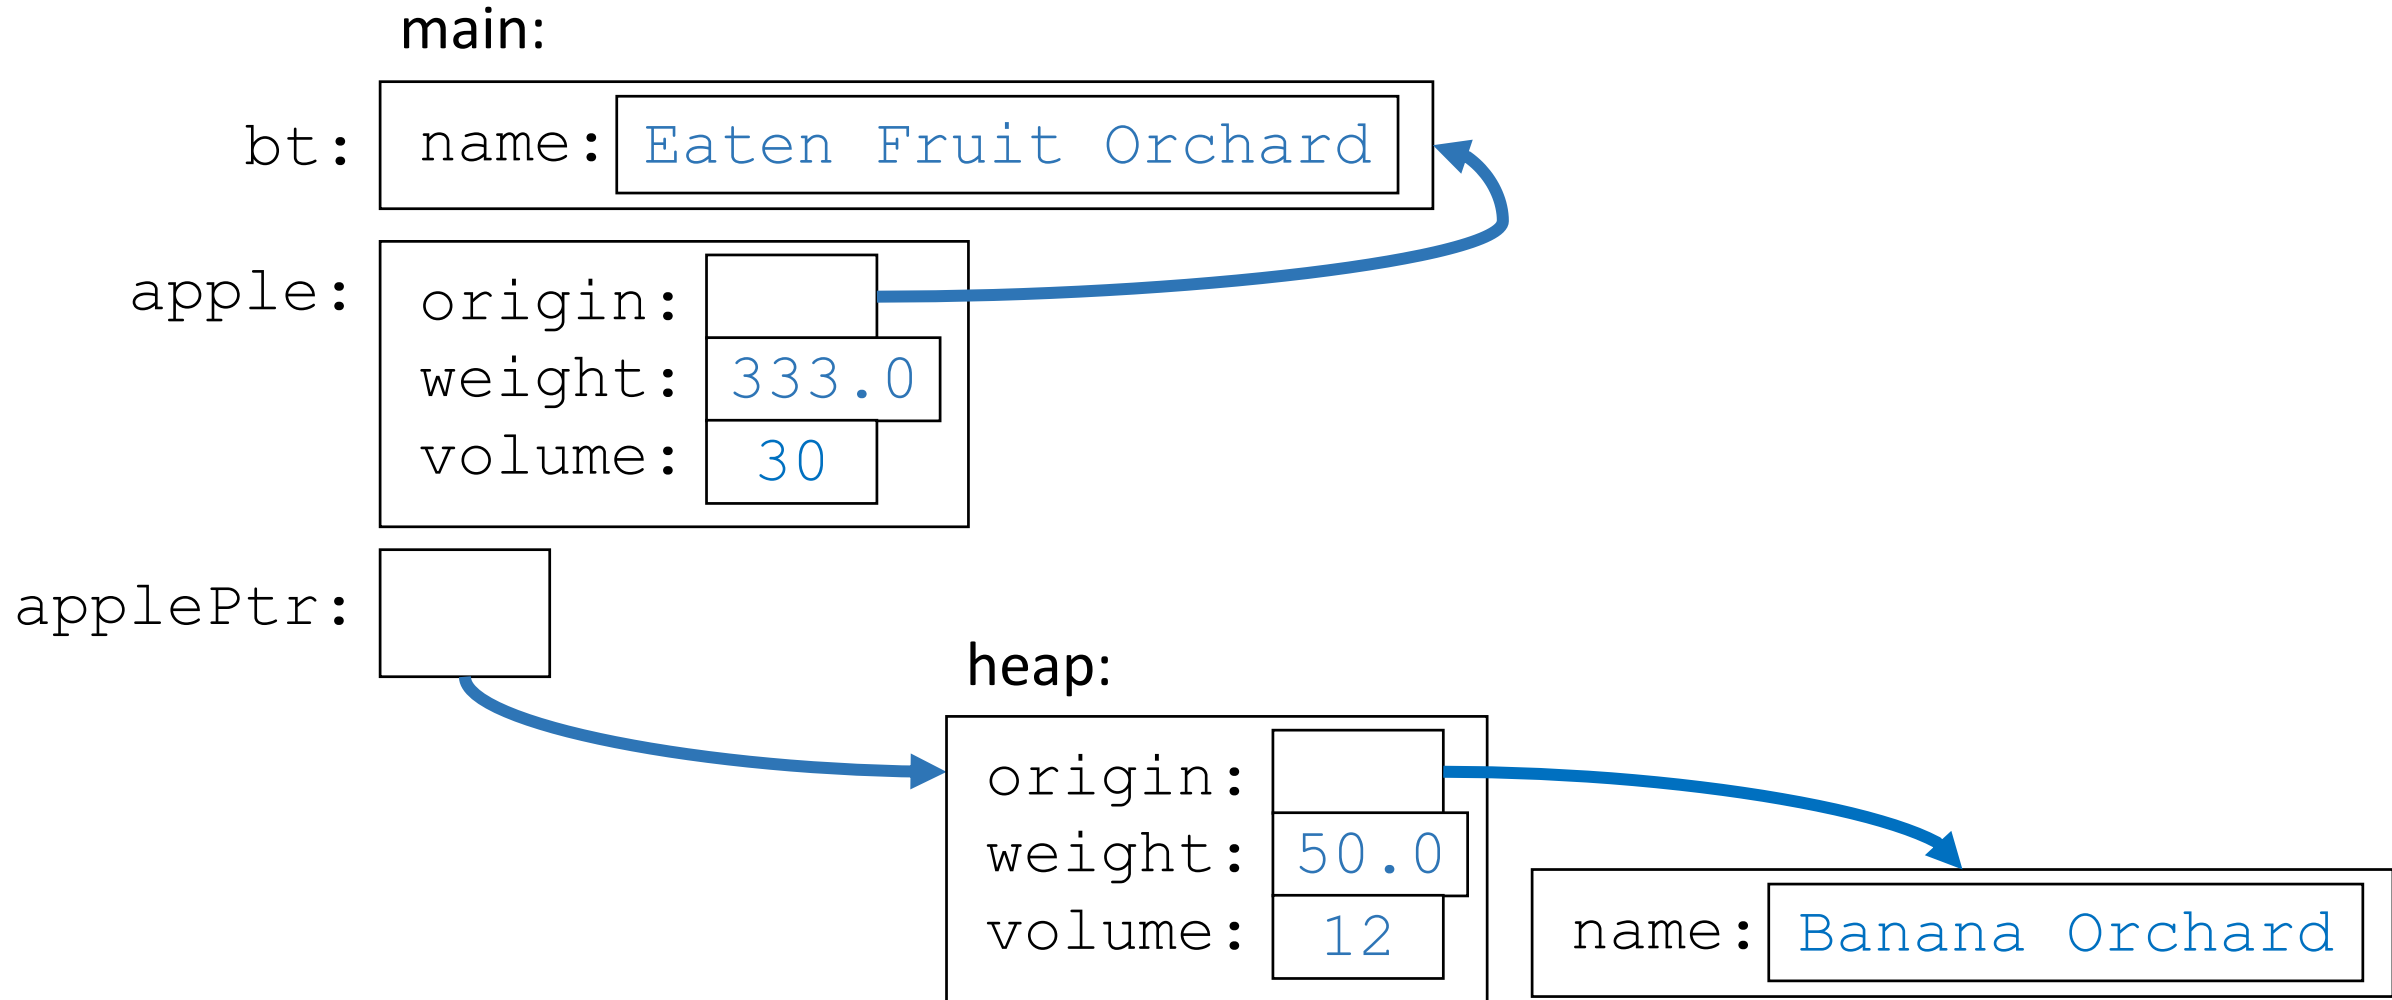 main:
bt: name: Eaten Fruit Orchard
apple: origin:
weight: 333.0
volume: 30
applePtr:
heap:
origin:
weight: 50.0
volume: 12
name: Banana Orchard